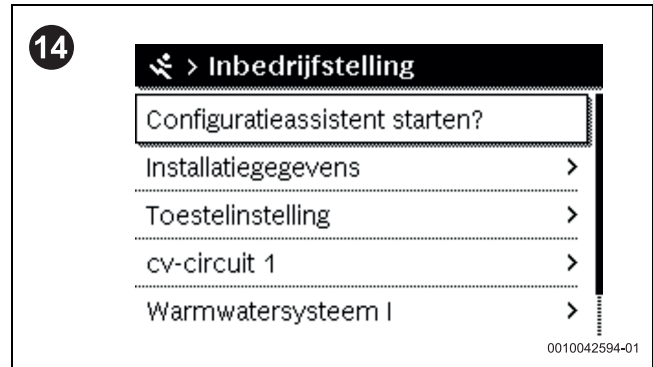 14
> Inbedrijfstelling
Configuratieassistent starten?
Installatiegegevens >
Toestelinstelling >
cv-circuit 1 >
Warmwatersysteem I >
0010042594-01